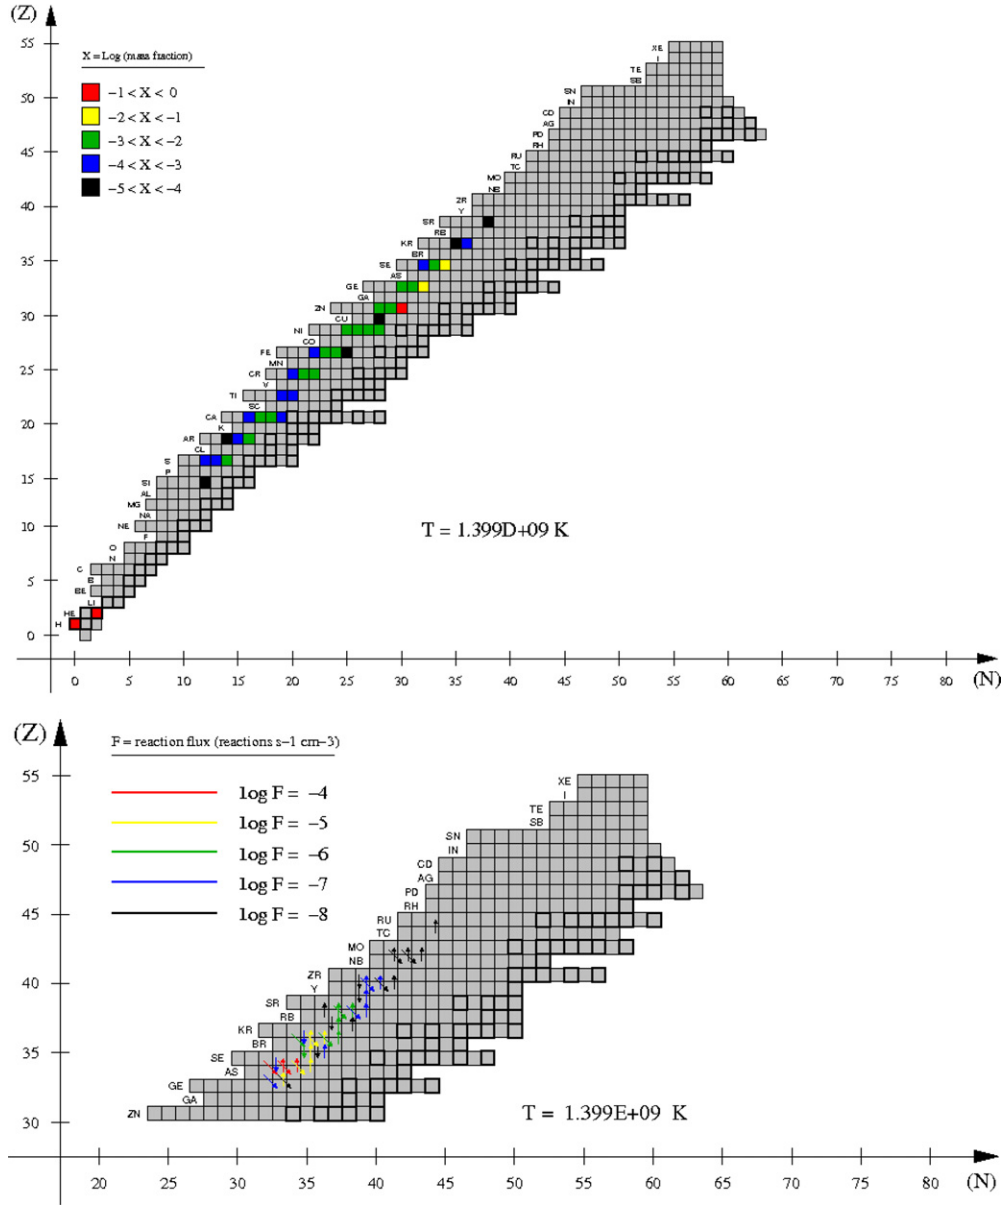 (Z)
X = Log (mass fraction)
−1 < X < 0
−2 < X < −1
−3 < X < −2
−4 < X < −3
−5 < X < −4
55
50
45
40
35
30
25
20
15
10
5
0
XE
I
TE
SB
SN
IN
CD
AG
PD
RH
RU
TC
MO
NB
ZR
Y
SR
RB
KR
BR
SE
AS
GE
GA
ZN
CU
NI
CO
FE
MN
CR
V
TI
SC
CA
K
AR
CL
S
P
SI
AL
MG
NA
NE
F
O
N
C
B
BE
LI
HE
H
T = 1.399D+09 K
0 5 10 15 20 25 30 35 40 45 50 55 60 65 70 75 80 (N)
(Z)
F = reaction flux (reactions s−1 cm−3)
log F = −4
log F = −5
log F = −6
log F = −7
log F = −8
55
50
45
40
35
30
XE
I
TE
SB
SN
IN
CD
AG
PD
RH
RU
TC
MO
NB
ZR
Y
SR
RB
KR
BR
SE
AS
GE
GA
ZN
T = 1.399E+09 K
20 25 30 35 40 45 50 55 60 65 70 75 80 (N)